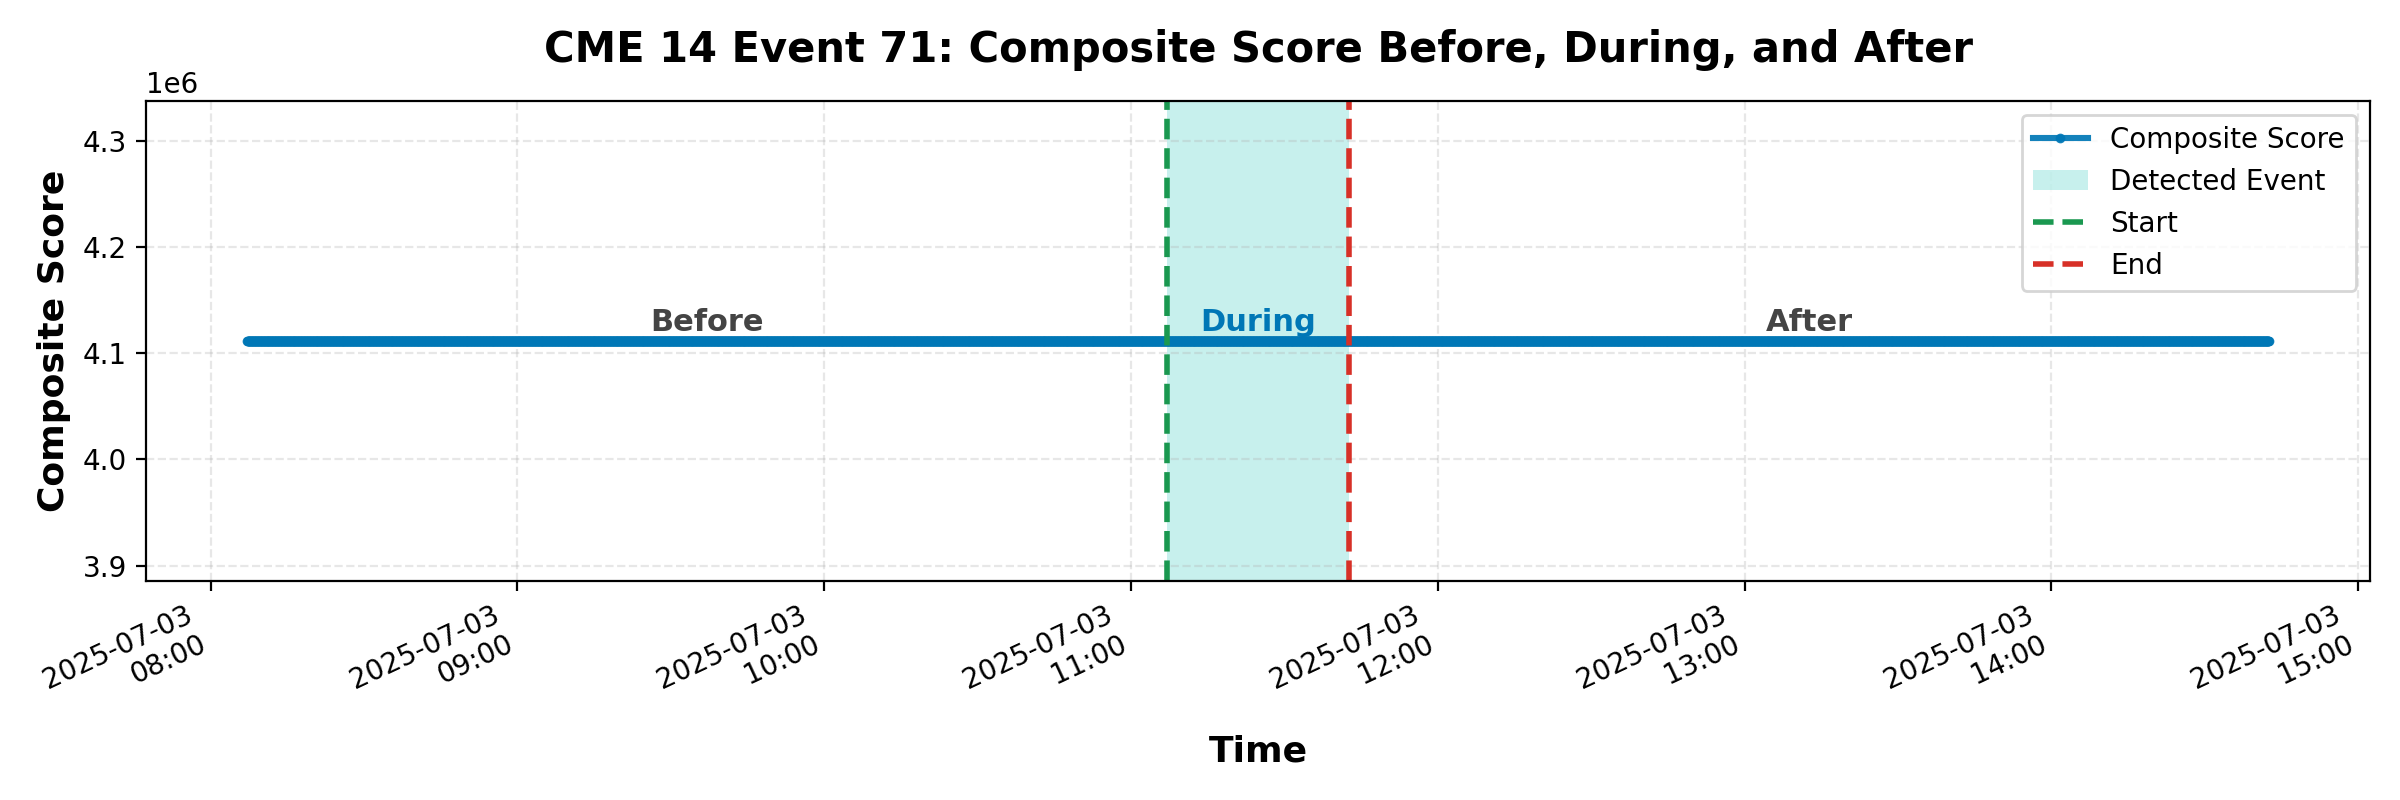 CME 14 Event 71: Composite Score Before, During, and After
1e6
4.3
4.2
4.1
4.0
3.9
Composite Score
Before
During
After
Composite Score
Detected Event
Start
End
2025-07-03
08:00
2025-07-03
09:00
2025-07-03
10:00
2025-07-03
11:00
2025-07-03
12:00
2025-07-03
13:00
2025-07-03
14:00
2025-07-03
15:00
Time